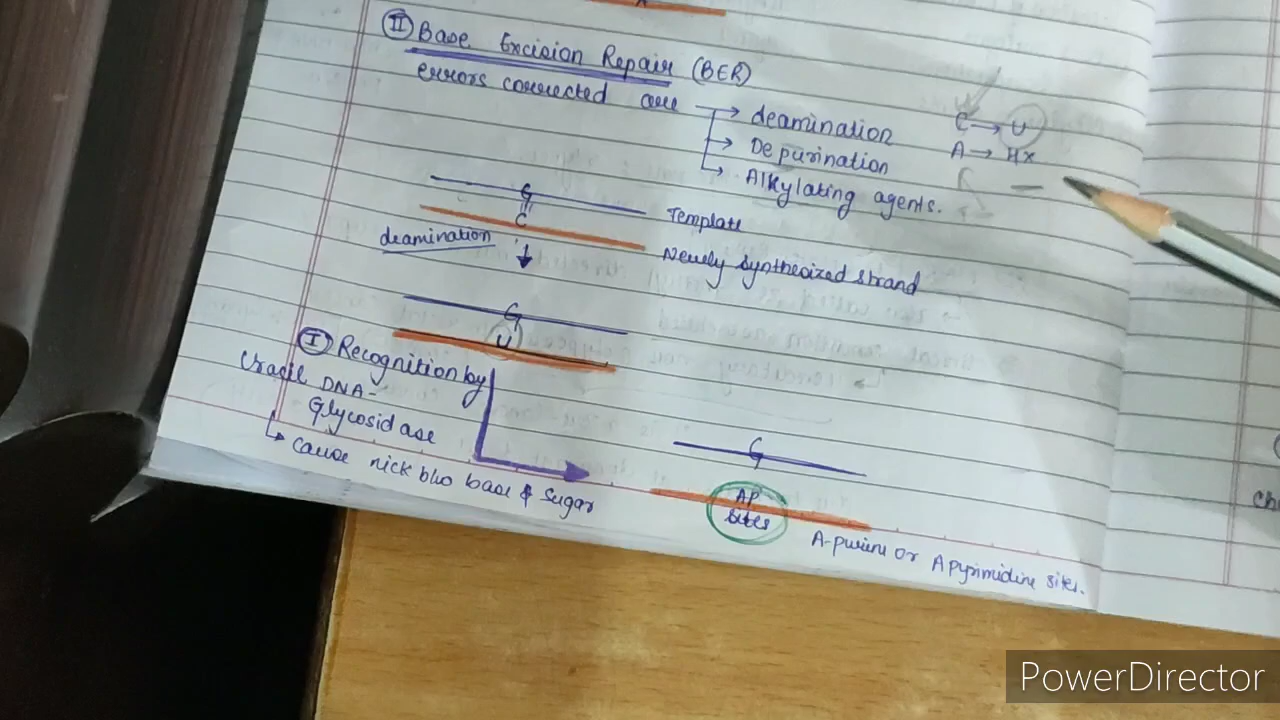 II Base Excision Repair (BER)
errors corrected are → deamination
→ Depurination
→ Alkylating agents.
C → U
A → Hx
G
C
Template
Newly synthesized strand
deamination
G
U
I Recognition by
Uracil DNA-
Glycosidase
→ cause nick b/w base & sugar
G
AP
sites
A-purine or Apyrimidine sites.
PowerDirector